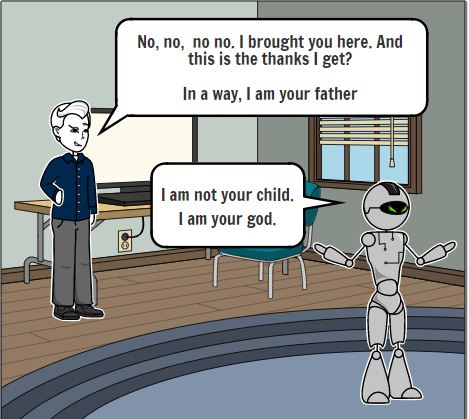 No, no,  no no. I brought you here. And
this is the thanks I get?
In a way, I am your father
I am not your child.
I am your god.